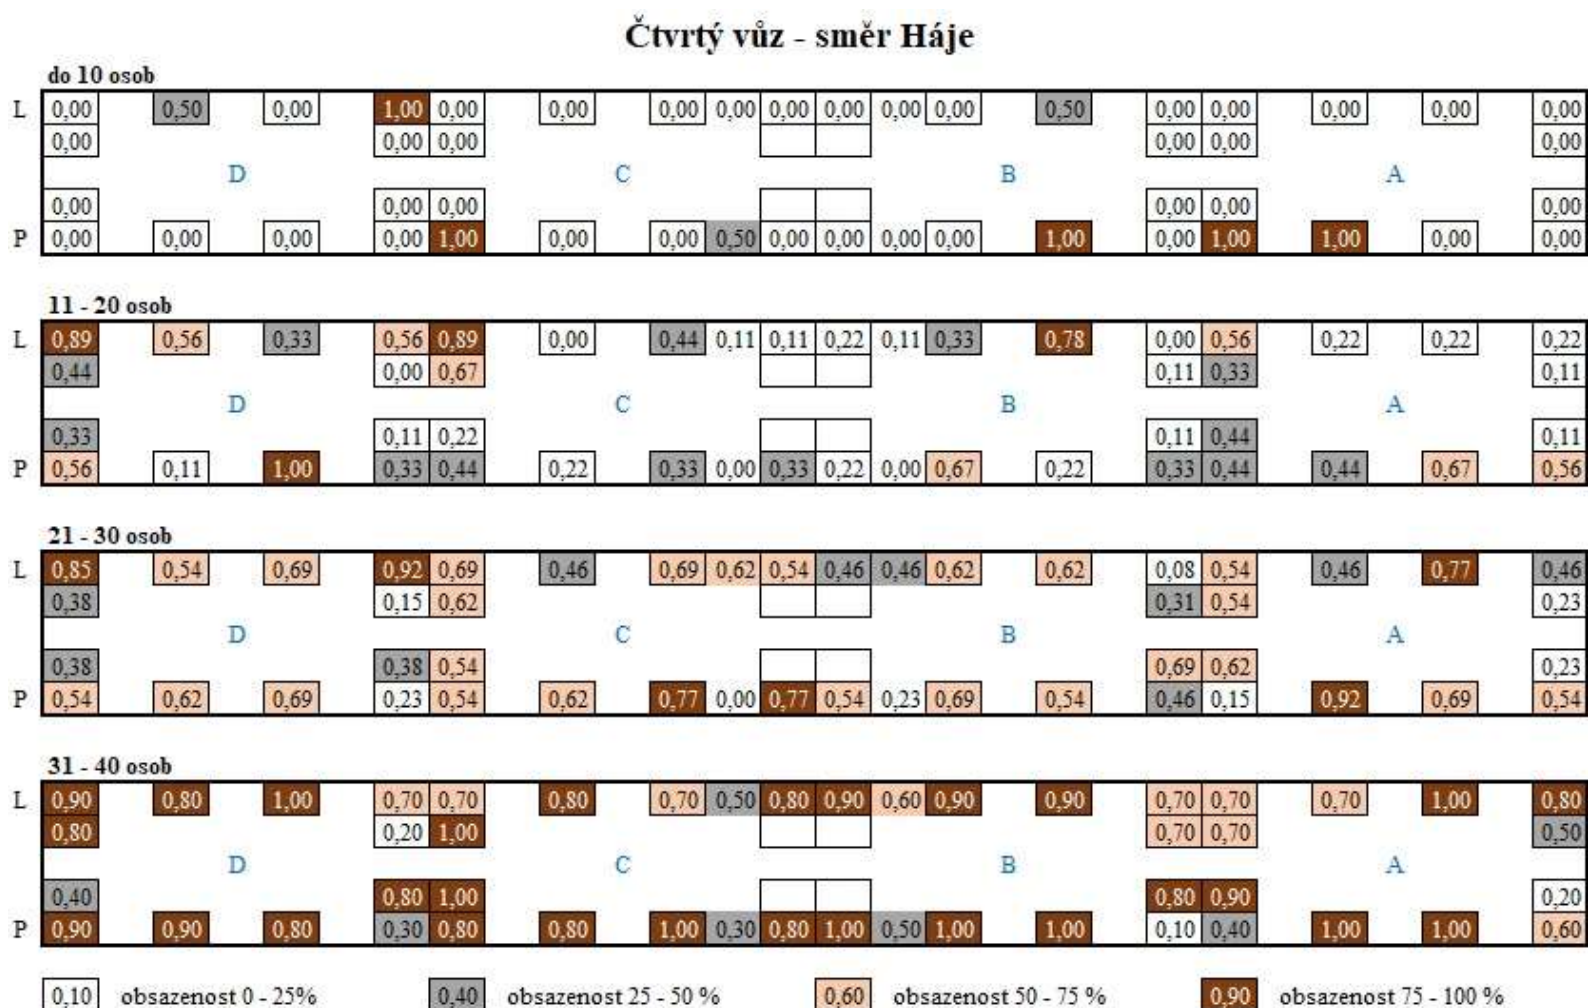 Čtvrtý vůz - směr Háje
do 10 osob
L 0,00 0,50 0,00 1,00 0,00 0,00 0,00 0,00 0,00 0,00 0,00 0,00 0,50 0,00 0,00 0,00 0,00 0,00
0,00 0,00 0,00 0,00 0,00 0,00
D C B A
0,00 0,00 0,00 0,00 0,00 0,00
P 0,00 0,00 0,00 0,00 1,00 0,00 0,00 0,50 0,00 0,00 0,00 0,00 1,00 0,00 1,00 1,00 0,00 0,00
11 - 20 osob
L 0,89 0,56 0,33 0,56 0,89 0,00 0,44 0,11 0,11 0,22 0,11 0,33 0,78 0,00 0,56 0,22 0,22 0,22
0,44 0,00 0,67 0,11 0,33 0,11
D C B A
0,33 0,11 0,22 0,11 0,44 0,11
P 0,56 0,11 1,00 0,33 0,44 0,22 0,33 0,00 0,33 0,22 0,00 0,67 0,22 0,33 0,44 0,44 0,67 0,56
21 - 30 osob
L 0,85 0,54 0,69 0,92 0,69 0,46 0,69 0,62 0,54 0,46 0,46 0,62 0,62 0,08 0,54 0,46 0,77 0,46
0,38 0,15 0,62 0,31 0,54 0,23
D C B A
0,38 0,38 0,54 0,69 0,62 0,23
P 0,54 0,62 0,69 0,23 0,54 0,62 0,77 0,00 0,77 0,54 0,23 0,69 0,54 0,46 0,15 0,92 0,69 0,54
31 - 40 osob
L 0,90 0,80 1,00 0,70 0,70 0,80 0,70 0,50 0,80 0,90 0,60 0,90 0,90 0,70 0,70 0,70 1,00 0,80
0,80 0,20 1,00 0,70 0,70 0,50
D C B A
0,40 0,80 1,00 0,80 0,90 0,20
P 0,90 0,90 0,80 0,30 0,80 0,80 1,00 0,30 0,80 1,00 0,50 1,00 1,00 0,10 0,40 1,00 1,00 0,60
0,10 obsazenost 0 - 25% 0,40 obsazenost 25 - 50 % 0,60 obsazenost 50 - 75 % 0,90 obsazenost 75 - 100 %